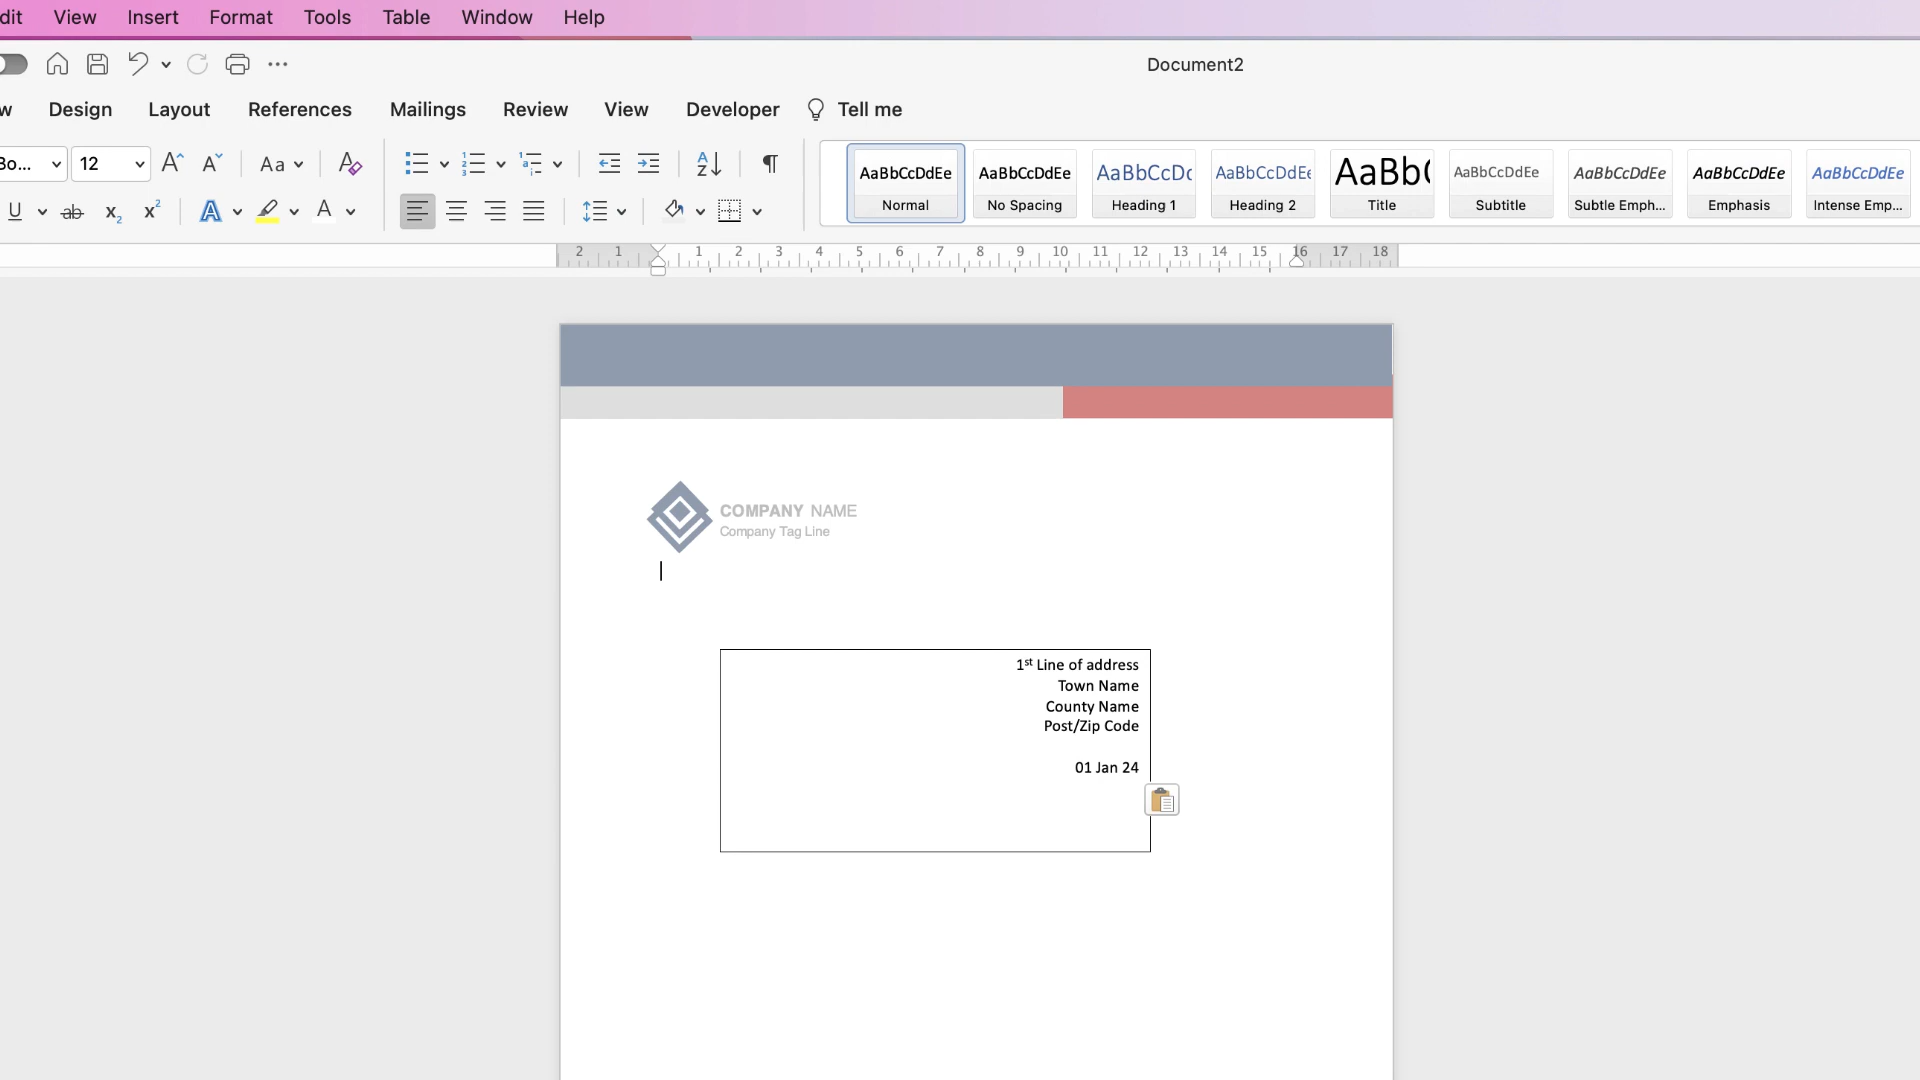 dit View Insert Format Tools Table Window Help
Document2
w Design Layout References Mailings Review View Developer Tell me
Bo... 12 Aa
AaBbCcDdEe AaBbCcDdEe AaBbCcDc AaBbCcDdEe AaBb( AaBbCcDdEe AaBbCcDdEe AaBbCcDdEe AaBbCcDdEe
Normal No Spacing Heading 1 Heading 2 Title Subtitle Subtle Emph... Emphasis Intense Emp...
U ab x₂ x² A A
2 1 1 2 3 4 5 6 7 8 9 10 11 12 13 14 15 16 17 18
COMPANY NAME
Company Tag Line
1st Line of address
Town Name
County Name
Post/Zip Code
01 Jan 24